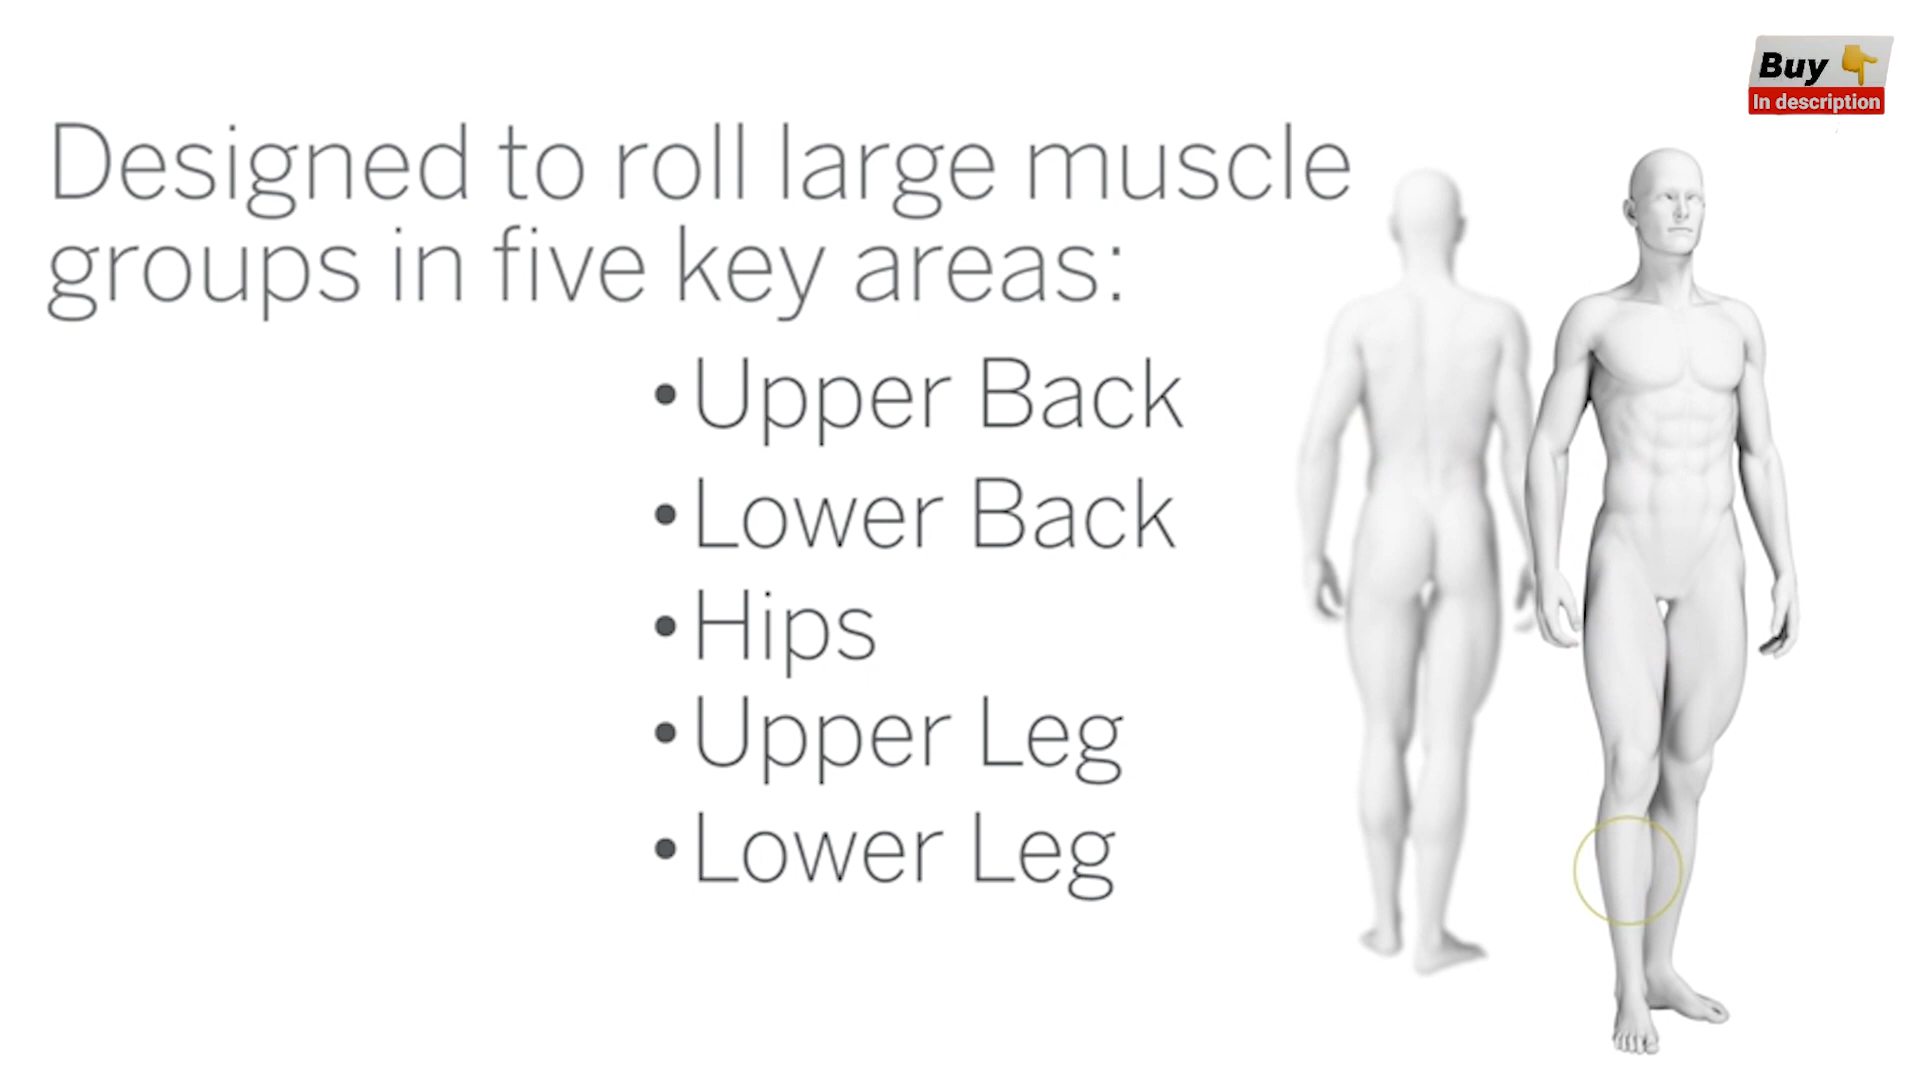 Buy 👇
In description
Designed to roll large muscle
groups in five key areas:
•Upper Back
•Lower Back
•Hips
•Upper Leg
•Lower Leg